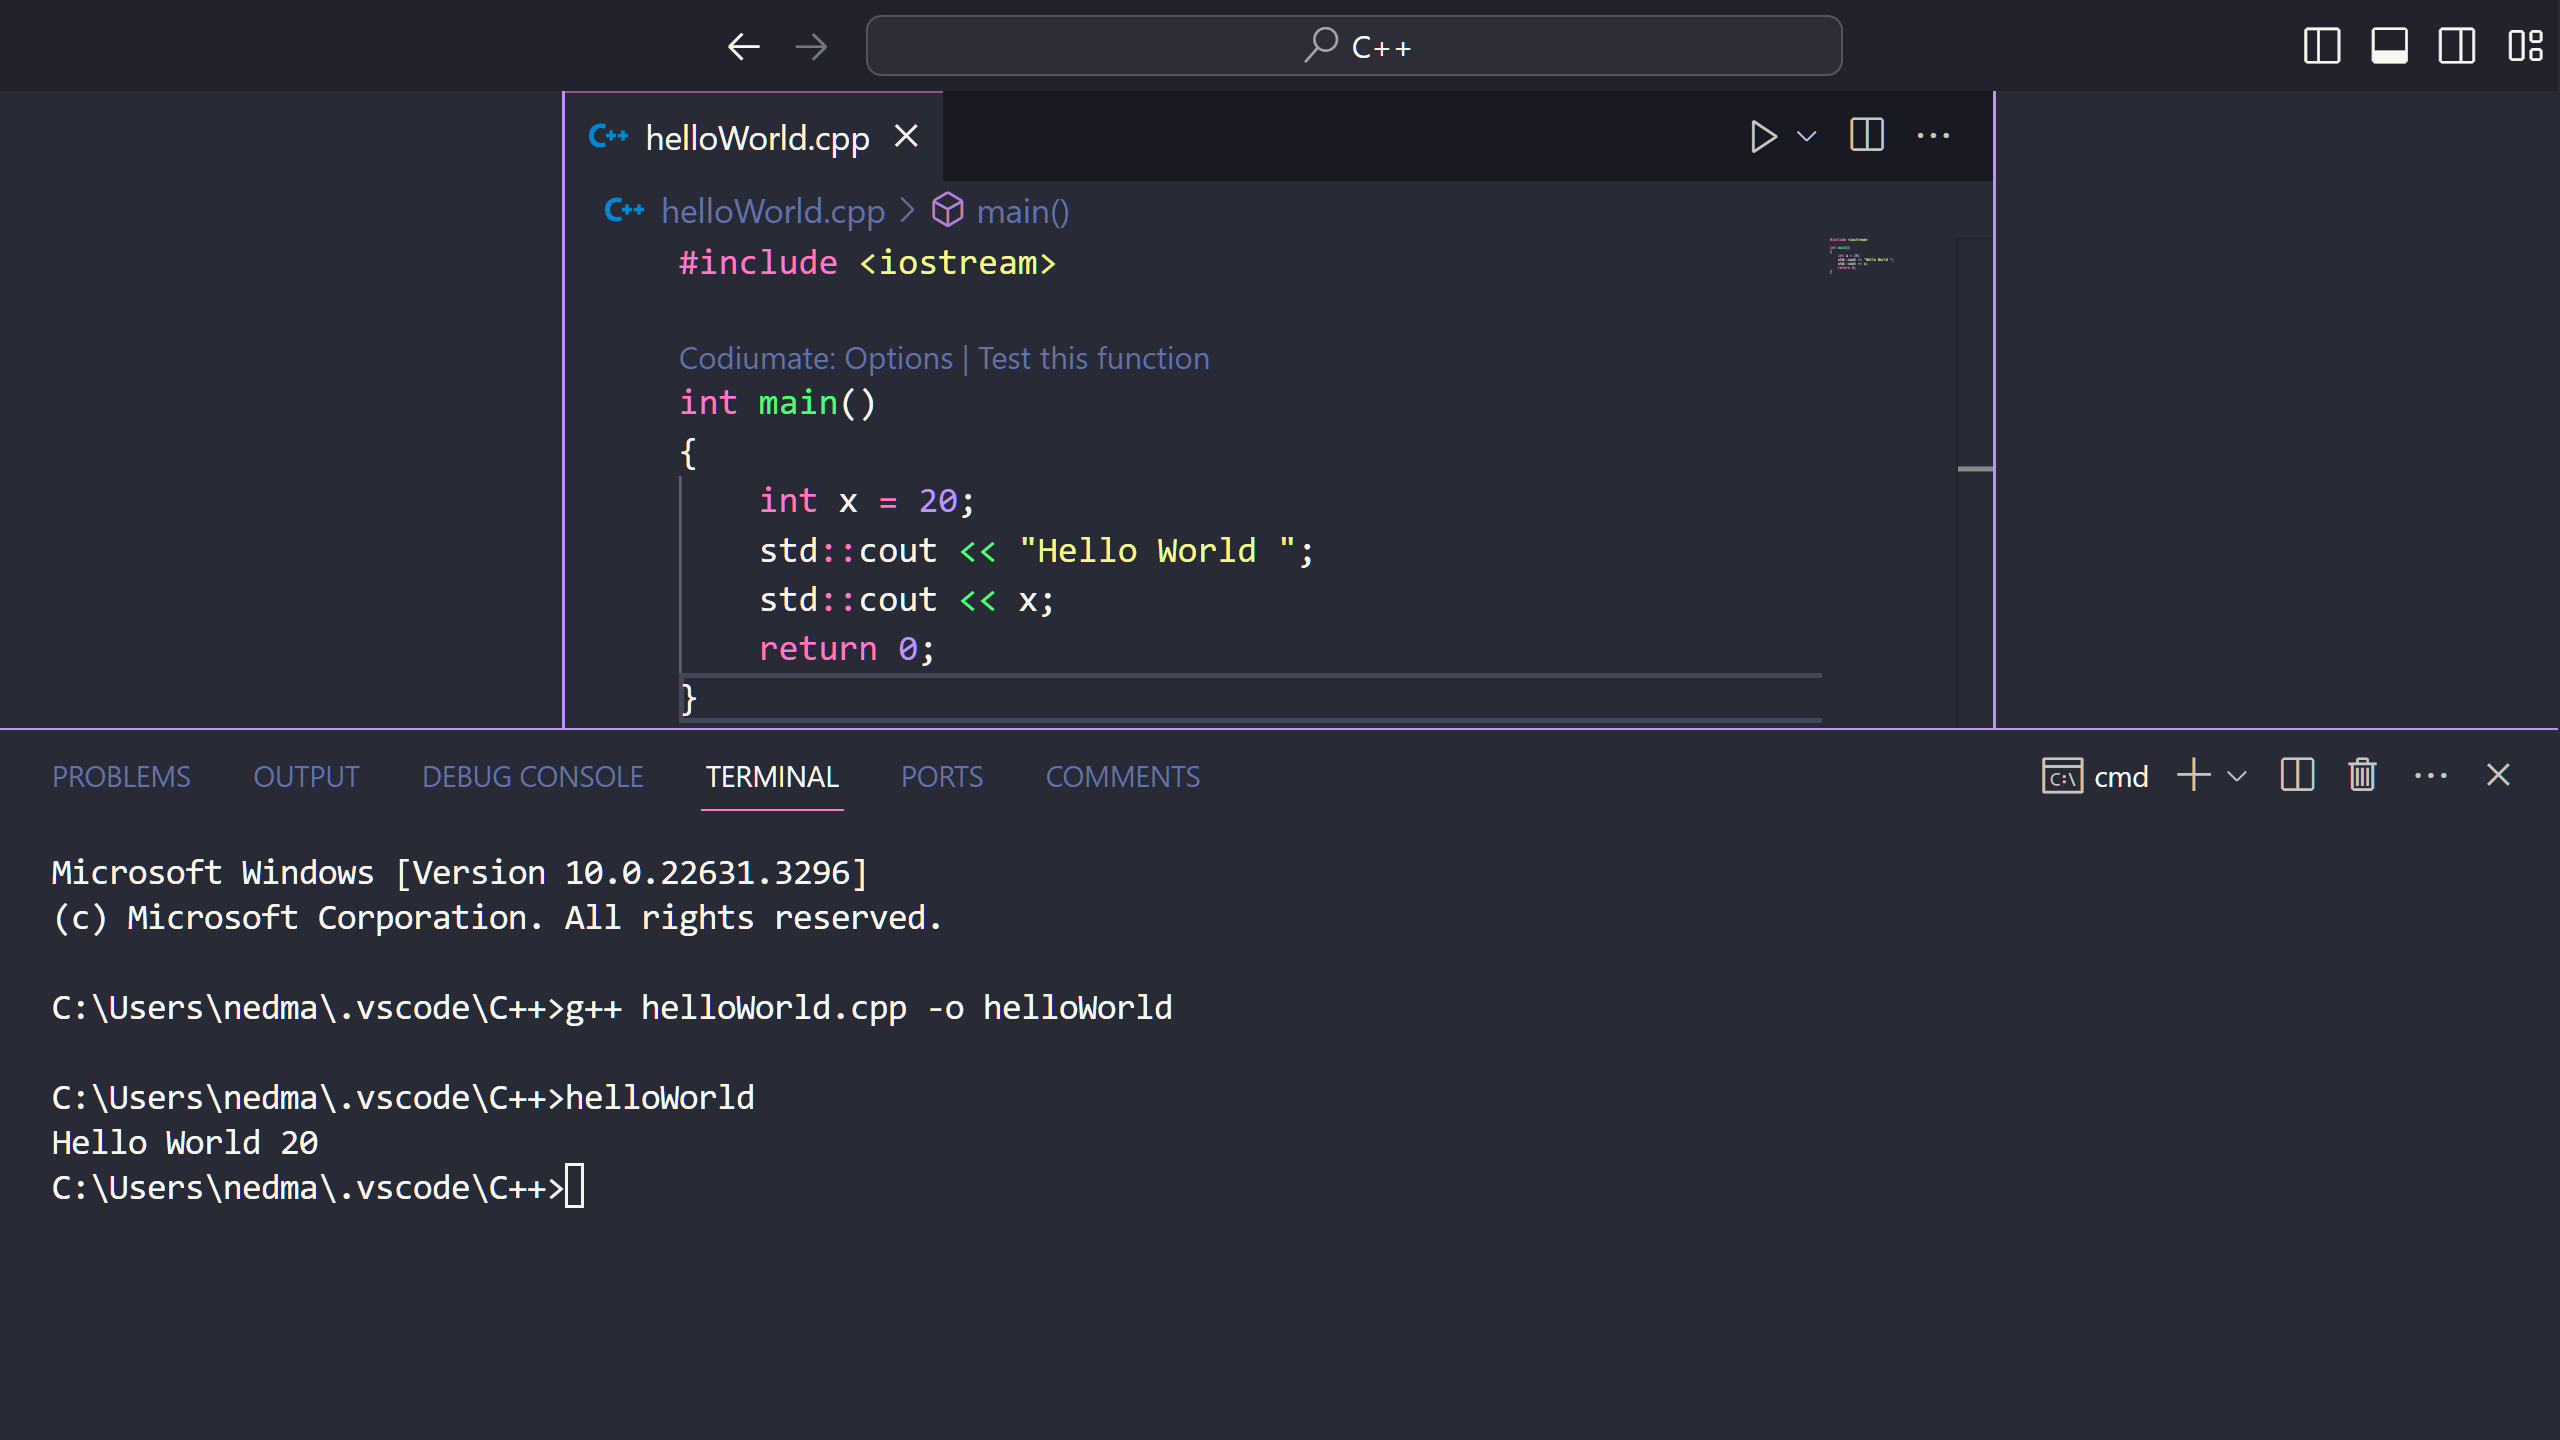 C++
C++ helloWorld.cpp
C++ helloWorld.cpp > main()
#include <iostream>
Codiumate: Options | Test this function
int main()
{
    int x = 20;
    std::cout << "Hello World ";
    std::cout << x;
    return 0;
}
PROBLEMS OUTPUT DEBUG CONSOLE TERMINAL PORTS COMMENTS C:\ cmd
Microsoft Windows [Version 10.0.22631.3296]
(c) Microsoft Corporation. All rights reserved.
C:\Users\nedma\.vscode\C++>g++ helloWorld.cpp -o helloWorld
C:\Users\nedma\.vscode\C++>helloWorld
Hello World 20
C:\Users\nedma\.vscode\C++>